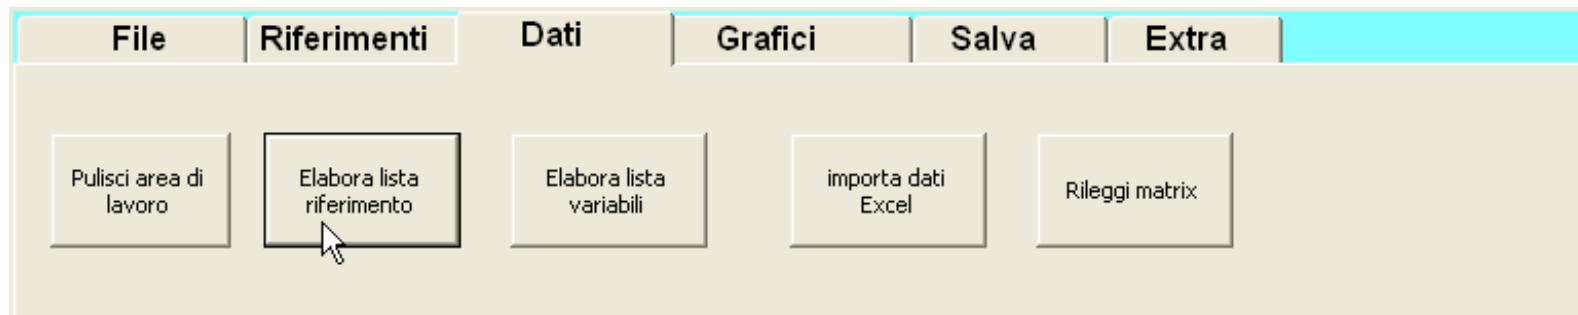 File Riferimenti Dati Grafici Salva Extra
Pulisci area di
lavoro
Elabora lista
riferimento
Elabora lista
variabili
importa dati
Excel
Rileggi matrix